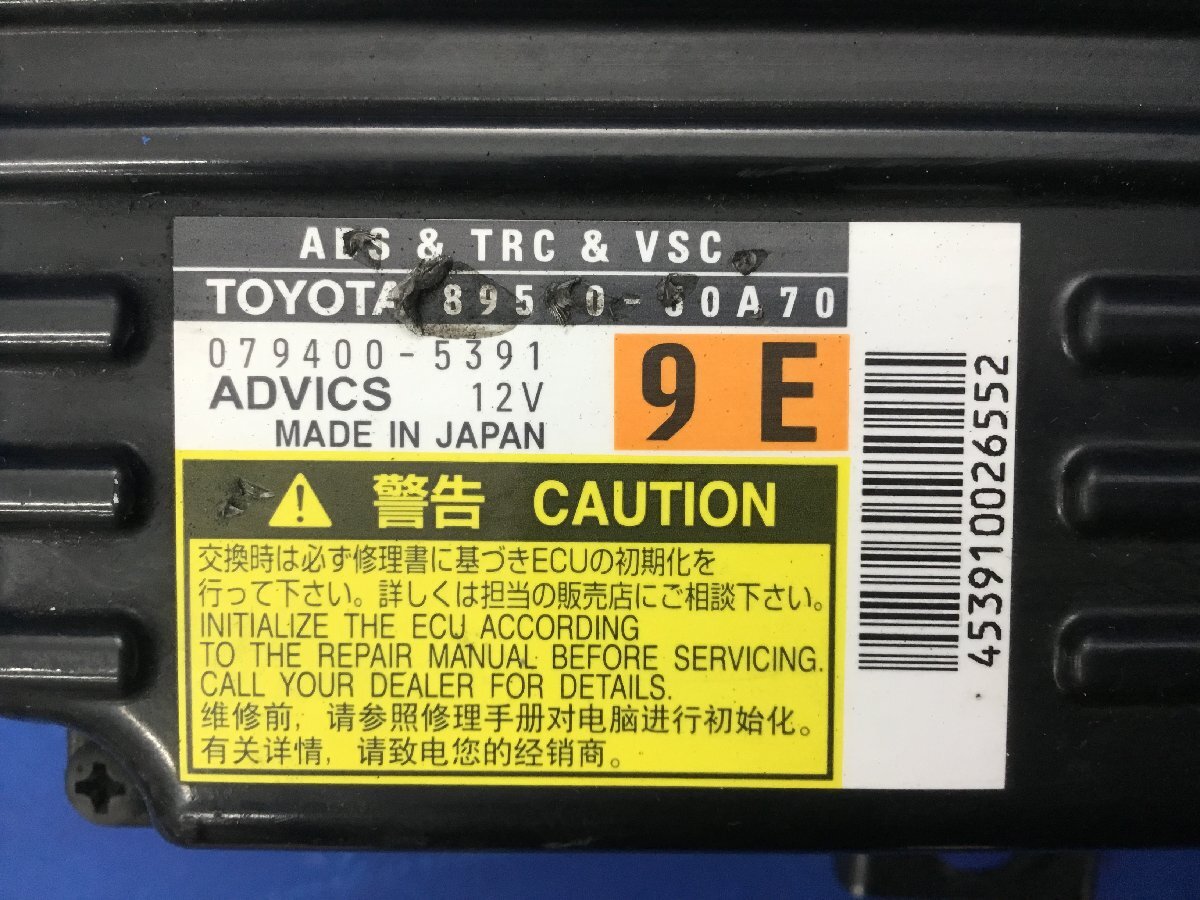 ABS & TRC & VSC
TOYOTA
079400-5391
ADVICS 12V
MADE IN JAPAN
9 E
警告 CAUTION
交換時は必ず修理書に基づきECUの初期化を
行って下さい。詳しくは担当の販売店にご相談下さい。
INITIALIZE THE ECU ACCORDING
TO THE REPAIR MANUAL BEFORE SERVICING.
CALL YOUR DEALER FOR DETAILS.
维修前，请参照修理手册对电脑进行初始化。
有关详情，请致电您的经销商。
4539100026552